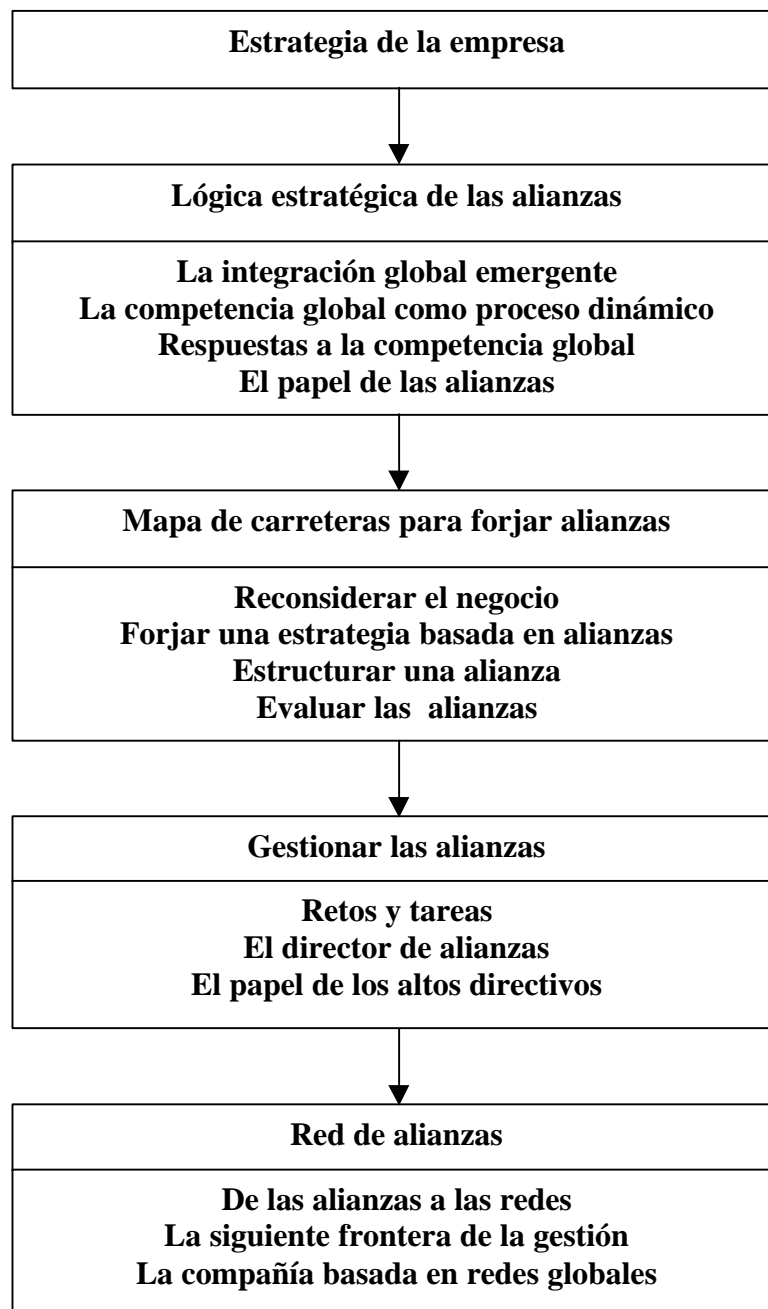 Estrategia de la empresa
Lógica estratégica de las alianzas
La integración global emergente
La competencia global como proceso dinámico
Respuestas a la competencia global
El papel de las alianzas
Mapa de carreteras para forjar alianzas
Reconsiderar el negocio
Forjar una estrategia basada en alianzas
Estructurar una alianza
Evaluar las  alianzas
Gestionar las alianzas
Retos y tareas
El director de alianzas
El papel de los altos directivos
Red de alianzas
De las alianzas a las redes
La siguiente frontera de la gestión
La compañía basada en redes globales